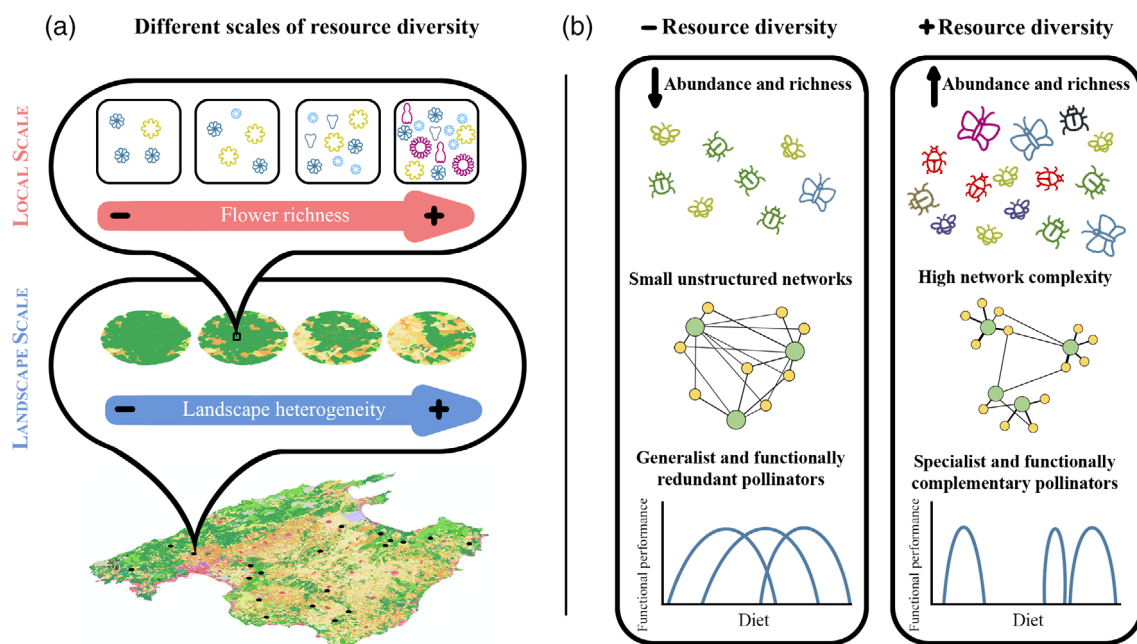 (a)
Different scales of resource diversity
LOCAL SCALE
Flower richness
LANDSCAPE SCALE
Landscape heterogeneity
(b)
- Resource diversity
Abundance and richness
Small unstructured networks
Generalist and functionally
redundant pollinators
Functional performance
Diet
+ Resource diversity
Abundance and richness
High network complexity
Specialist and functionally
complementary pollinators
Functional performance
Diet